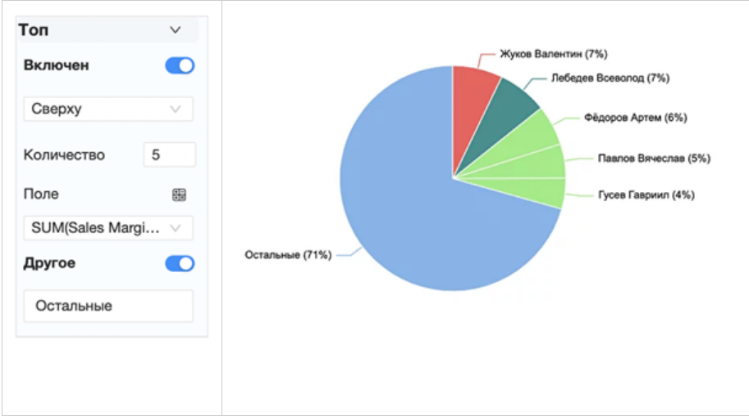 Топ
Включен
Сверху
Количество
5
Поле
SUM(Sales Margi...
Другое
Остальные
Жуков Валентин (7%)
Лебедев Всеволод (7%)
Фёдоров Артем (6%)
Павлов Вячеслав (5%)
Гусев Гавриил (4%)
Остальные (71%)